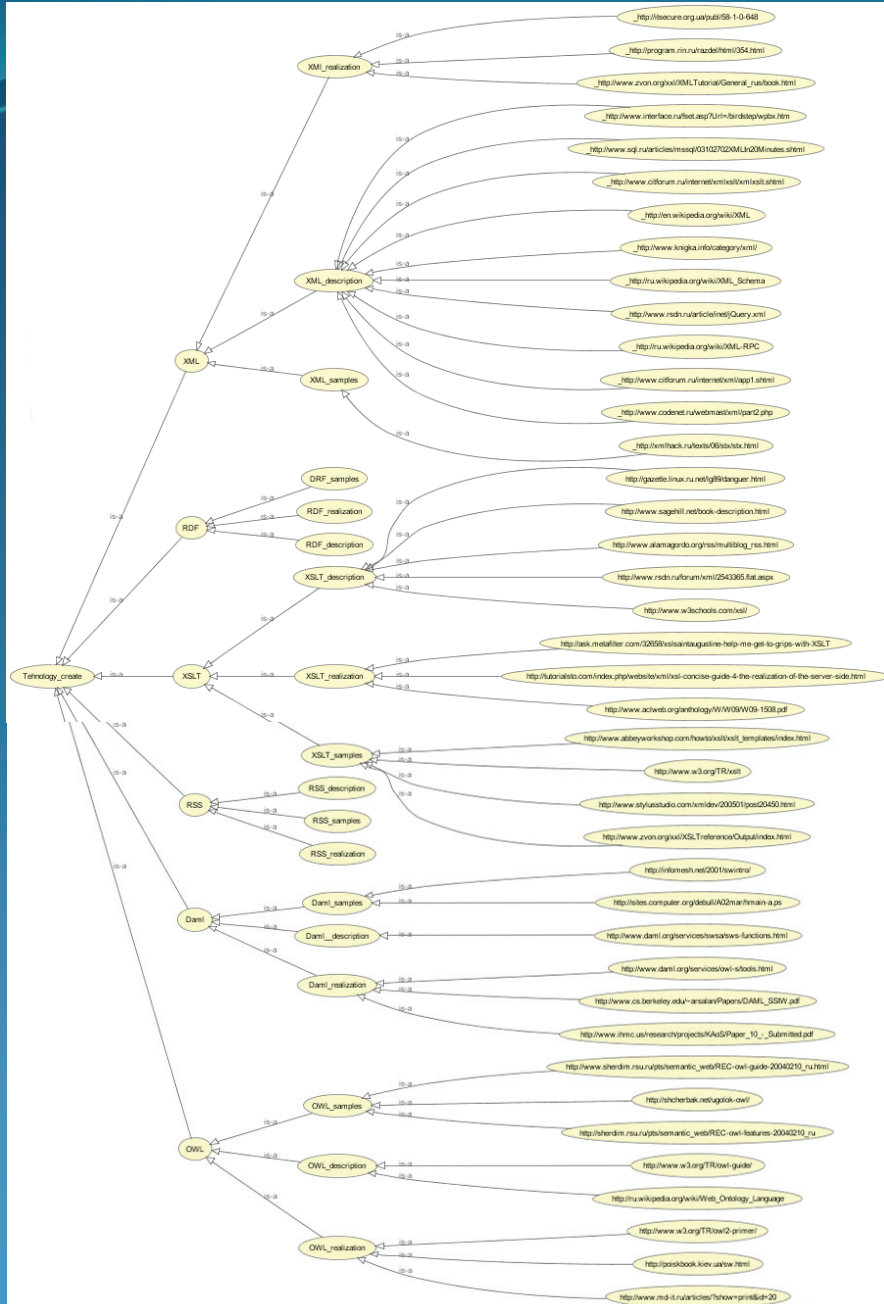 _http://itsecure.org.ua/publ/58-1-0-648
_http://program.rin.ru/razdel/html/354.html
XMl_realization
_http://www.zvon.org/xxl/XMLTutorial/General_rus/book.html
_http://www.interface.ru/fset.asp?Url=/birdstep/wpbx.htm
_http://www.sql.ru/articles/mssql/03102702XMLIn20Minutes.shtml
_http://www.citforum.ru/internet/xmlxslt/xmlxslt.shtml
_http://en.wikipedia.org/wiki/XML
_http://www.knigka.info/category/xml/
XML_description
_http://ru.wikipedia.org/wiki/XML_Schema
_http://www.rsdn.ru/article/inet/jQuery.xml
_http://ru.wikipedia.org/wiki/XML-RPC
XML
XML_samples
_http://www.citforum.ru/internet/xml/app1.shtml
_http://www.codenet.ru/webmast/xml/part2.php
_http://xmlhack.ru/texts/06/stx/stx.html
DRF_samples
http://gazette.linux.ru.net/lg89/danguer.html
RDF
RDF_realization
http://www.sagehill.net/book-description.html
RDF_description
http://www.alamagordo.org/rss/multiblog_rss.html
XSLT_description
http://www.rsdn.ru/forum/xml/2543365.flat.aspx
http://www.w3schools.com/xsl/
http://ask.metafilter.com/32658/xslsaintaugustine-help-me-get-to-grips-with-XSLT
Tehnology_create
is-a
XSLT
is-a
XSLT_realization
is-a
http://tutorialsto.com/index.php/website/xml/xsl-concise-guide-4-the-realization-of-the-server-side.html
http://www.aclweb.org/anthology/W/W09/W09-1508.pdf
http://www.abbeyworkshop.com/howto/xslt/xslt_templates/index.html
XSLT_samples
http://www.w3.org/TR/xslt
RSS_description
RSS
http://www.stylusstudio.com/xmldev/200501/post20450.html
RSS_samples
http://www.zvon.org/xxl/XSLTreference/Output/index.html
RSS_realization
http://infomesh.net/2001/swintro/
Daml_samples
http://sites.computer.org/debull/A02mar/hmain-a.ps
Daml
Daml__description
http://www.daml.org/services/swsa/sws-functions.html
http://www.daml.org/services/owl-s/tools.html
Daml_realization
http://www.cs.berkeley.edu/~arsalan/Papers/DAML_SSIW.pdf
http://www.ihmc.us/research/projects/KAoS/Paper_10_-_Submitted.pdf
http://www.sherdim.rsu.ru/pts/semantic_web/REC-owl-guide-20040210_ru.html
OWL_samples
http://shcherbak.net/ugolok-owl/
http://sherdim.rsu.ru/pts/semantic_web/REC-owl-features-20040210_ru
OWL
OWL_description
http://www.w3.org/TR/owl-guide/
http://ru.wikipedia.org/wiki/Web_Ontology_Language
http://www.w3.org/TR/owl2-primer/
OWL_realization
http://poiskbook.kiev.ua/sw.html
http://www.md-it.ru/articles/?show=print&id=20